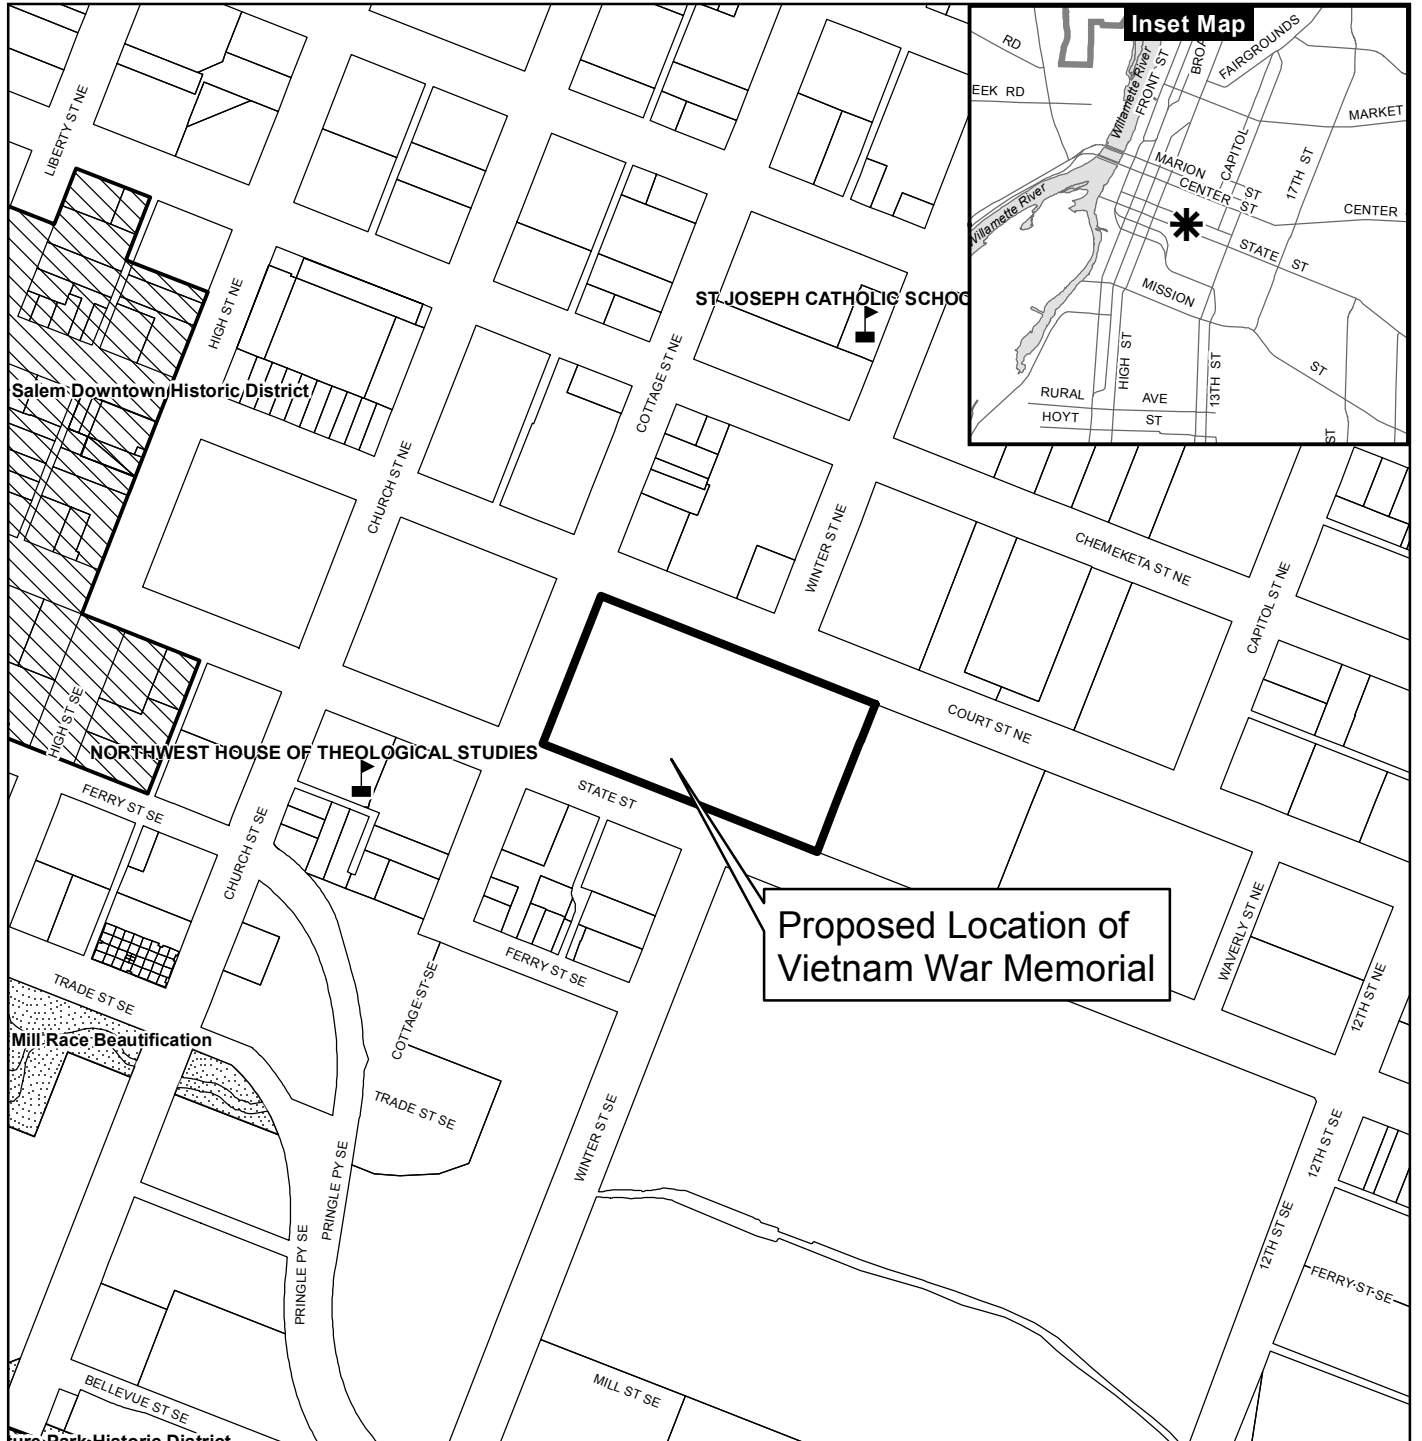 Inset Map
RD
EEK RD
Willamette River
FRONT ST
BROA
FAIRGROUNDS
MARKET
CAPITOL
ST
17TH ST
MARION
CENTER ST
CENTER
Willamette River
STATE ST
MISSION
ST
HIGH ST
13TH ST
RURAL AVE
HOYT ST
ST
LIBERTY ST NE
HIGH ST NE
ST JOSEPH CATHOLIC SCHOO
COTTAGE ST NE
Salem Downtown Historic District
CHURCH ST NE
WINTER ST NE
CHEMEKETA ST NE
CAPITOL ST NE
COURT ST NE
HIGH ST SE
NORTHWEST HOUSE OF THEOLOGICAL STUDIES
FERRY ST SE
STATE ST
CHURCH ST SE
Proposed Location of
Vietnam War Memorial
WAVERLY ST NE
FERRY ST SE
12TH ST NE
TRADE ST SE
COTTAGE ST SE
Mill Race Beautification
TRADE ST SE
WINTER ST SE
12TH ST SE
PRINGLE PY SE
PRINGLE PY SE
12TH ST SE
FERRY ST SE
BELLEVUE ST SE
MILL ST SE
ture Park Historic District